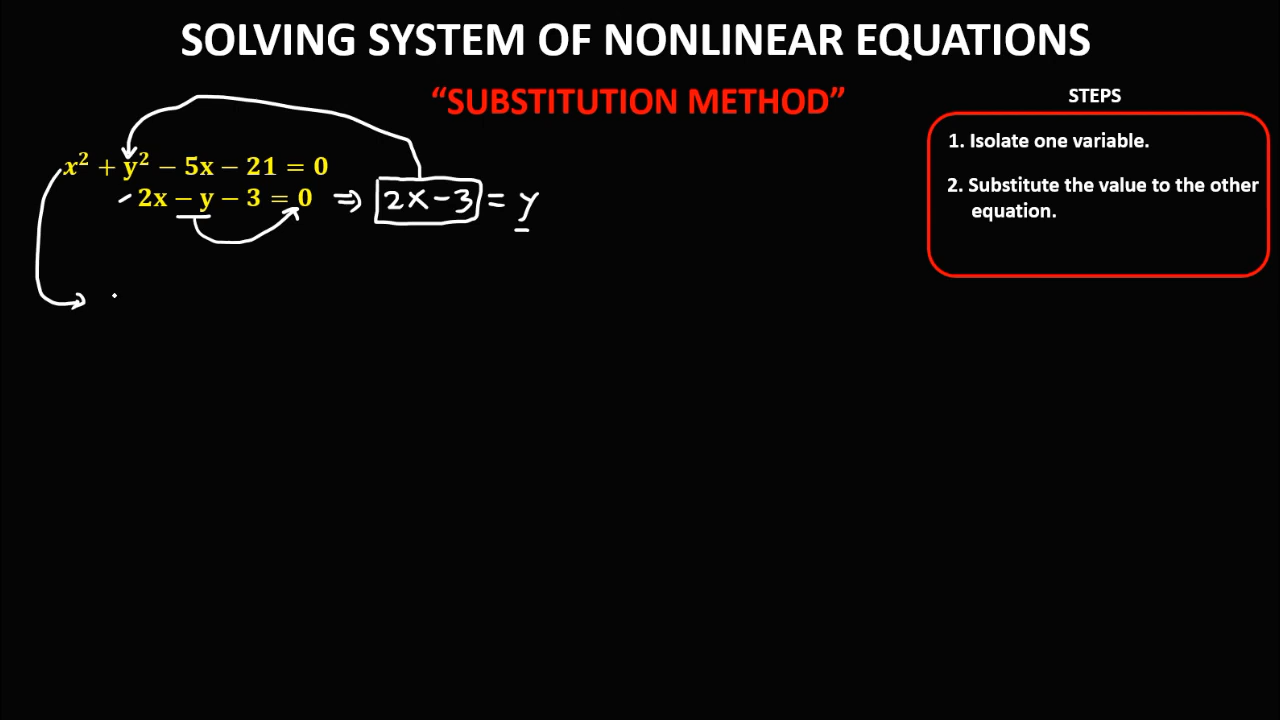 SOLVING SYSTEM OF NONLINEAR EQUATIONS
“SUBSTITUTION METHOD”
x² + y² − 5x − 21 = 0
2x − y − 3 = 0 ⇒ 2x−3 = y
STEPS
1. Isolate one variable.
2. Substitute the value to the other
equation.